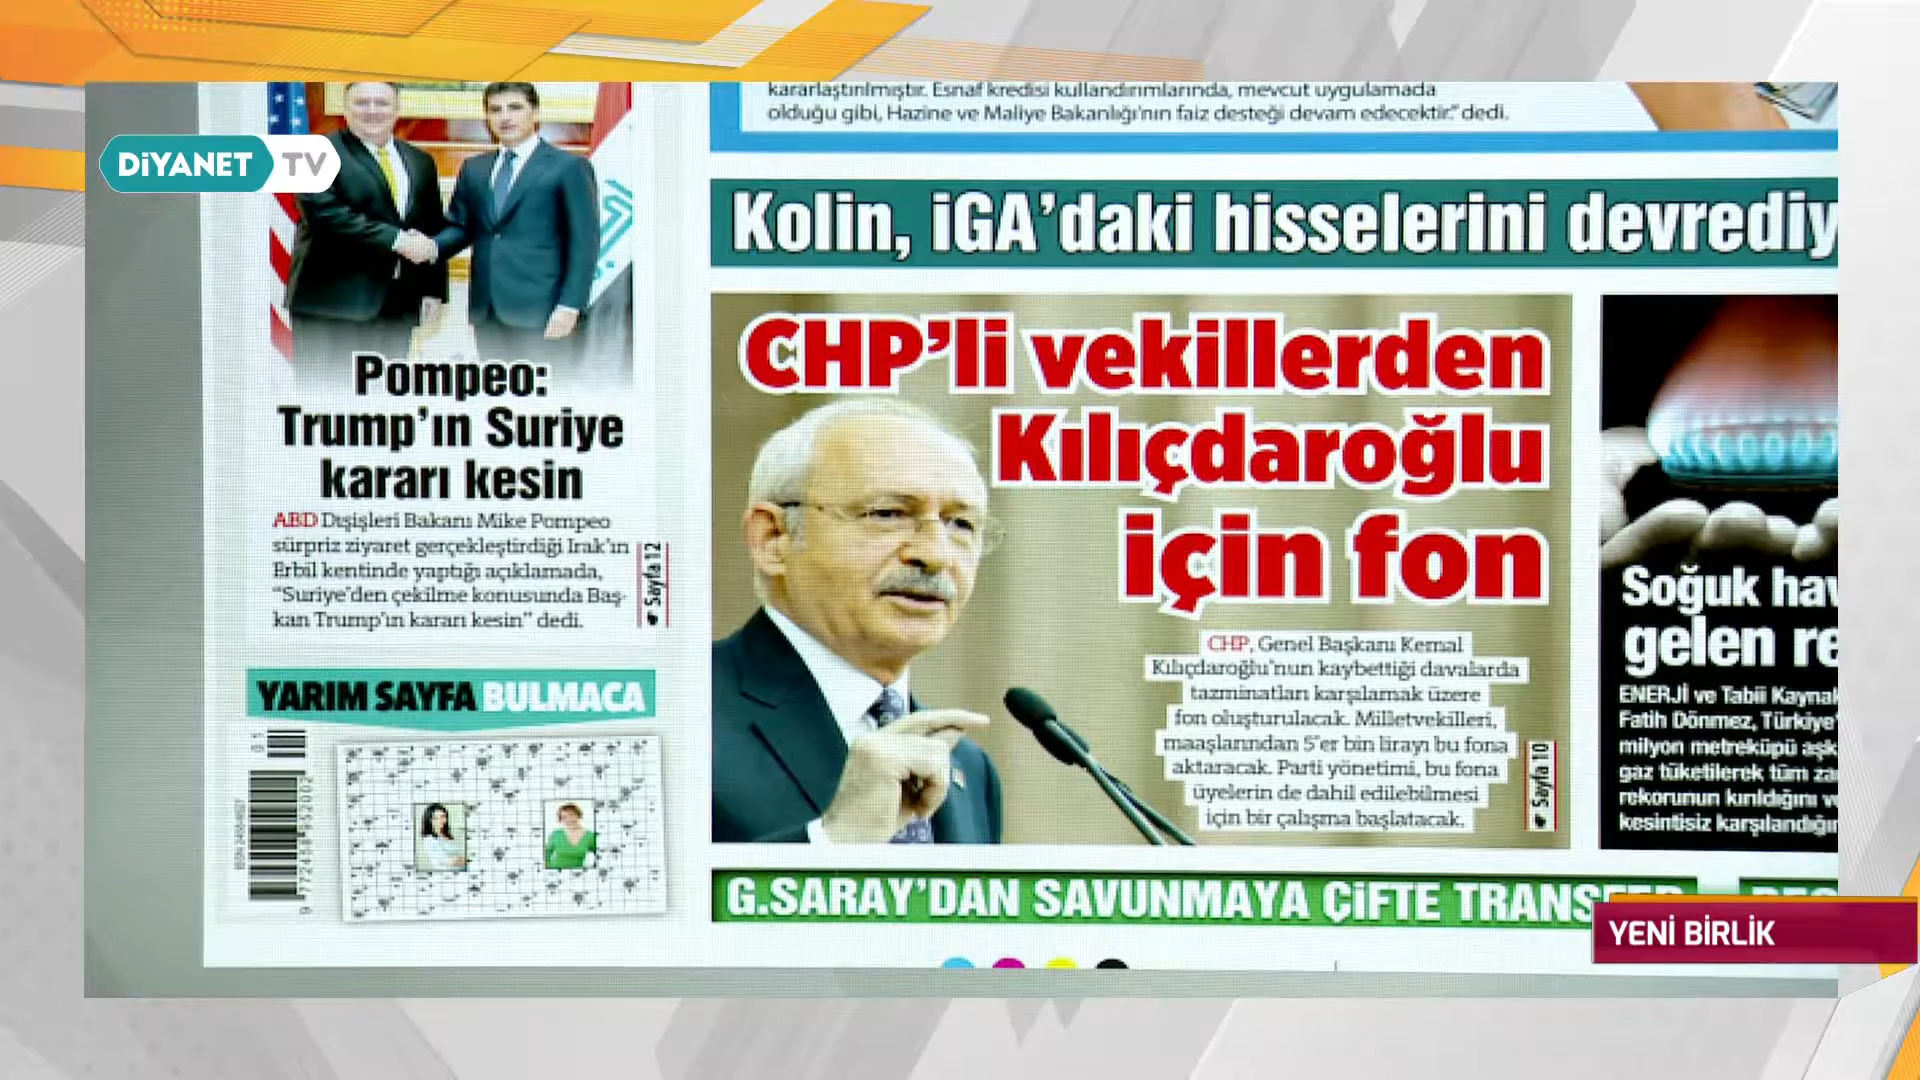 DİYANET TV
Pompeo:
Trump'ın Suriye
kararı kesin
ABD Dışişleri Bakanı Mike Pompeo
sürpriz ziyaret gerçekleştirdiği Irak'ın
Erbil kentinde yaptığı açıklamada,
"Suriye'den çekilme konusunda Baş-
kan Trump'ın kararı kesin" dedi.
Sayfa 12
YARIM SAYFA BULMACA
kararlaştırılmıştır. Esnaf kredisi kullandırımlarında, mevcut uygulamada
olduğu gibi, Hazine ve Maliye Bakanlığı'nın faiz desteği devam edecektir." dedi.
Kolin, iGA'daki hisselerini devrediy
CHP'li vekillerden
Kılıçdaroğlu
için fon
CHP, Genel Başkanı Kemal
Kılıçdaroğlu'nun kaybettiği davalarda
tazminatları karşılamak üzere
fon oluşturulacak. Milletvekilleri,
maaşlarından 5'er bin lirayı bu fona
aktaracak. Parti yönetimi, bu fona
üyelerin de dahil edilebilmesi
için bir çalışma başlatacak.
Sayfa 10
Soğuk hav
gelen re
ENERJİ ve Tabii Kaynak
Fatih Dönmez, Türkiye'
milyon metreküpü aşk
gaz tüketilerek tüm za
rekorunun kırıldığını ve
kesintisiz karşılandığın
G.SARAY'DAN SAVUNMAYA ÇİFTE TRANSFER
YENİ BİRLİK